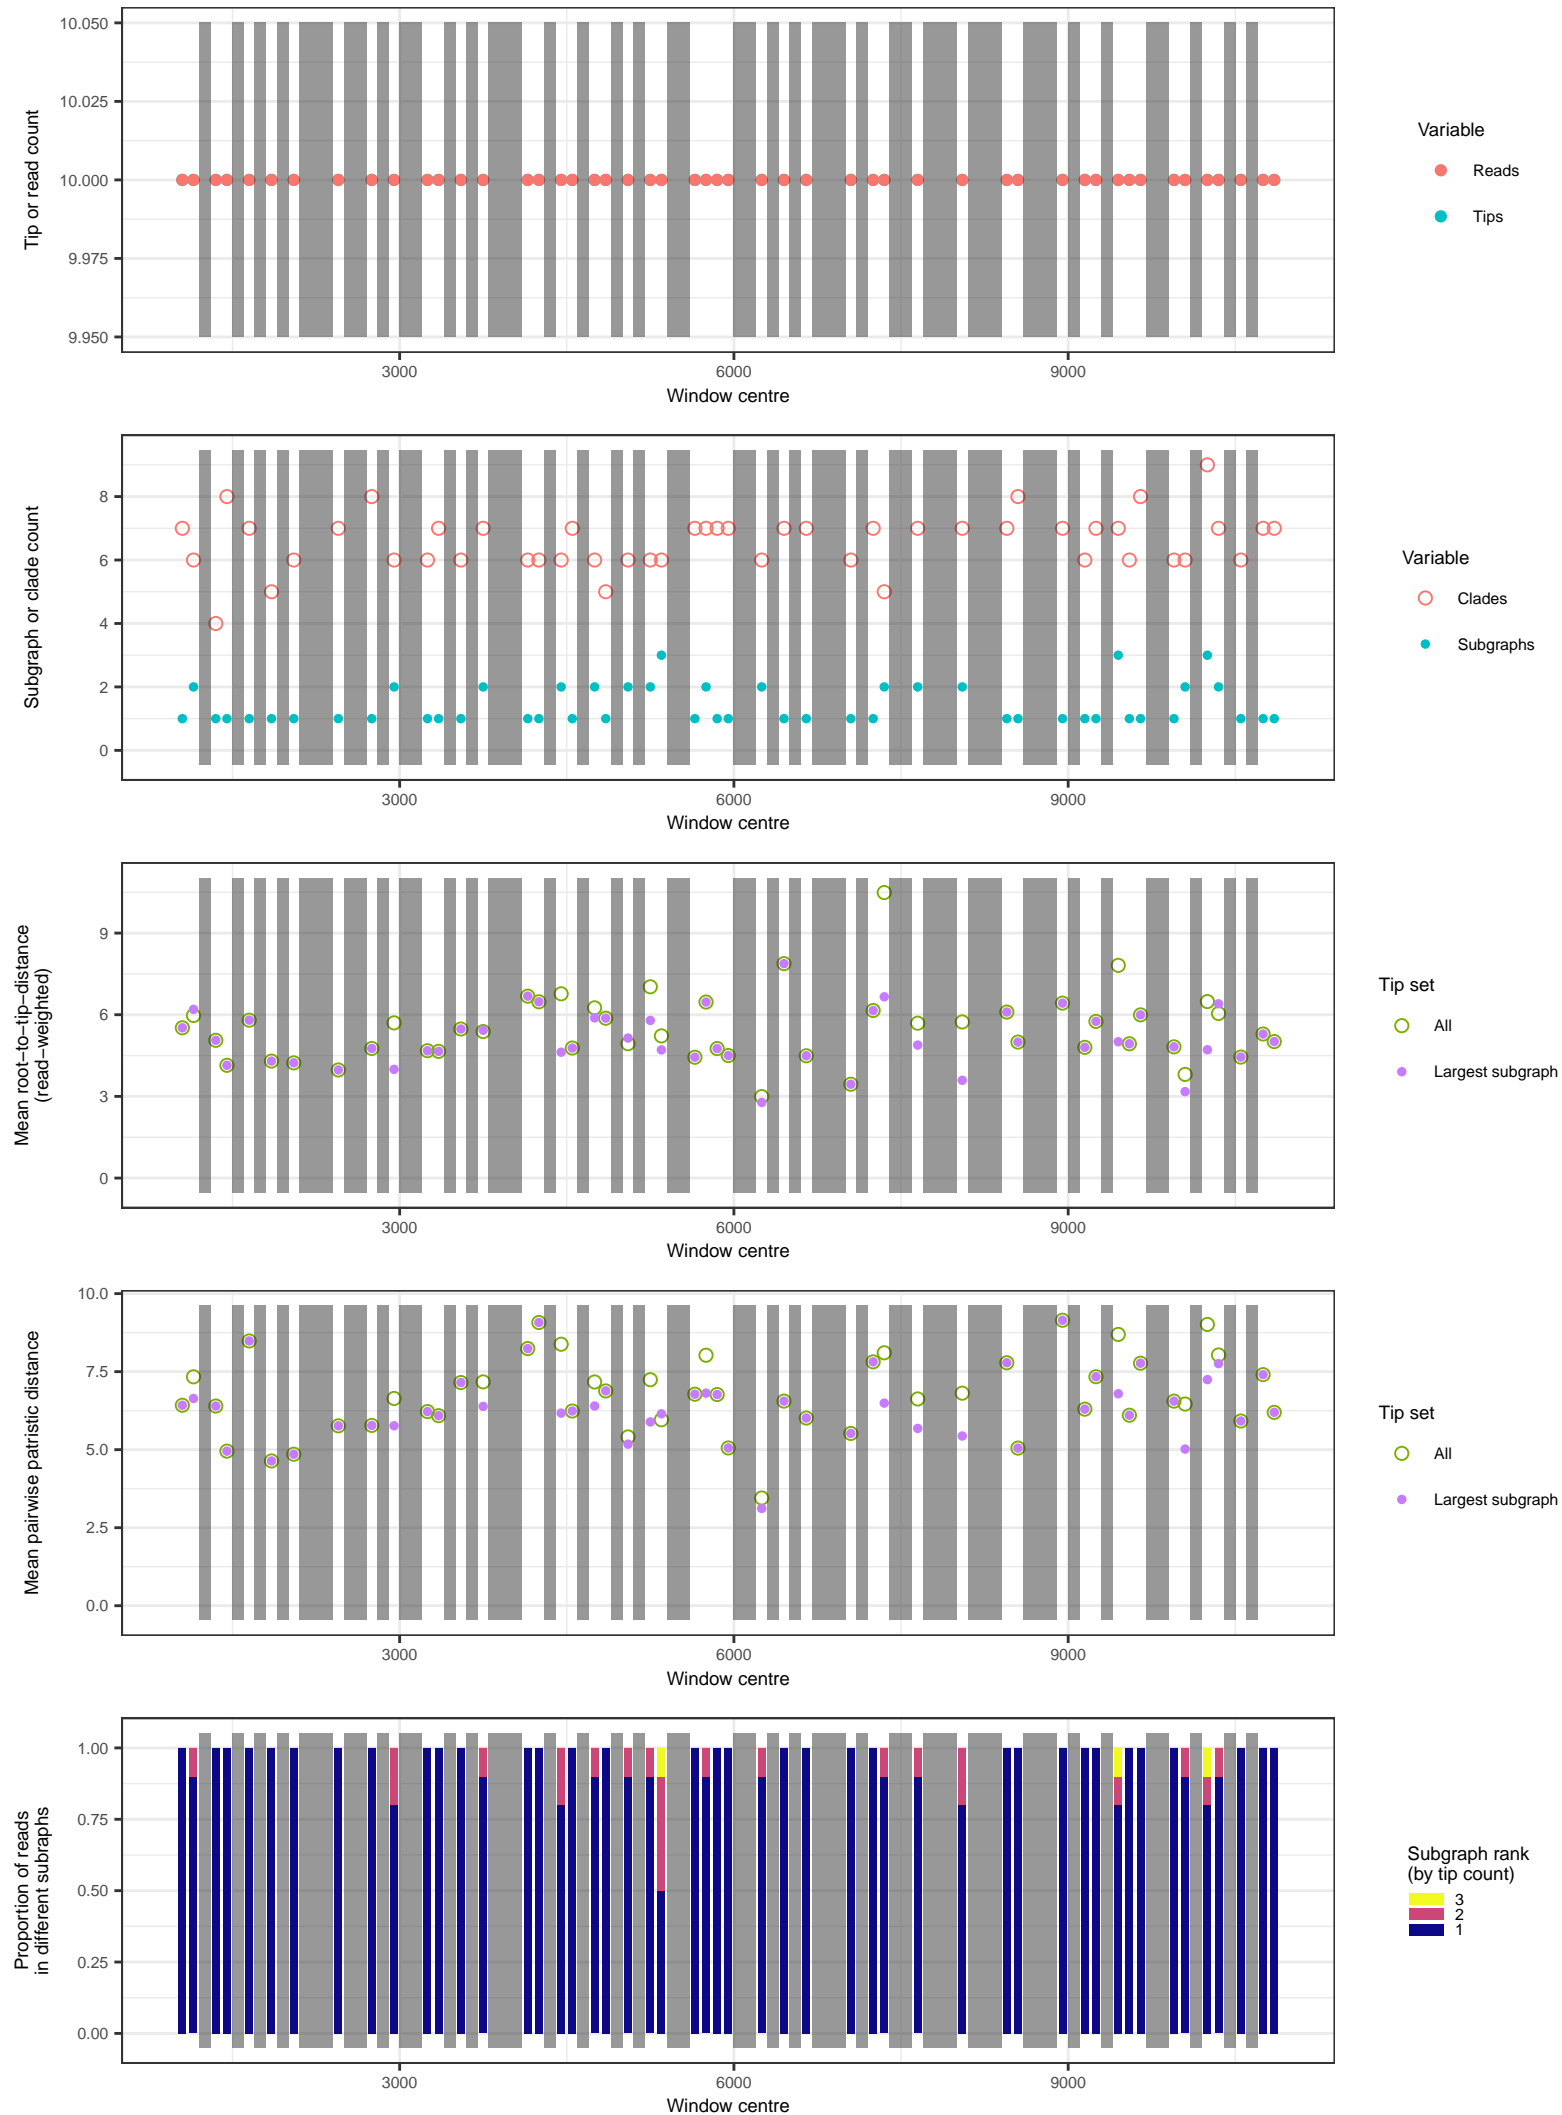 10.050
10.025
10.000
9.975
9.950
Tip or read count
3000
6000
9000
Window centre
Variable
Reads
Tips
8
6
4
2
0
Subgraph or clade count
3000
6000
9000
Window centre
Variable
Clades
Subgraphs
9
6
3
0
Mean root−to−tip−distance
(read−weighted)
3000
6000
9000
Window centre
Tip set
All
Largest subgraph
10.0
7.5
5.0
2.5
0.0
Mean pairwise patristic distance
3000
6000
9000
Window centre
Tip set
All
Largest subgraph
1.00
0.75
0.50
0.25
0.00
Proportion of reads
in different subraphs
3000
6000
9000
Window centre
Subgraph rank
(by tip count)
3
2
1